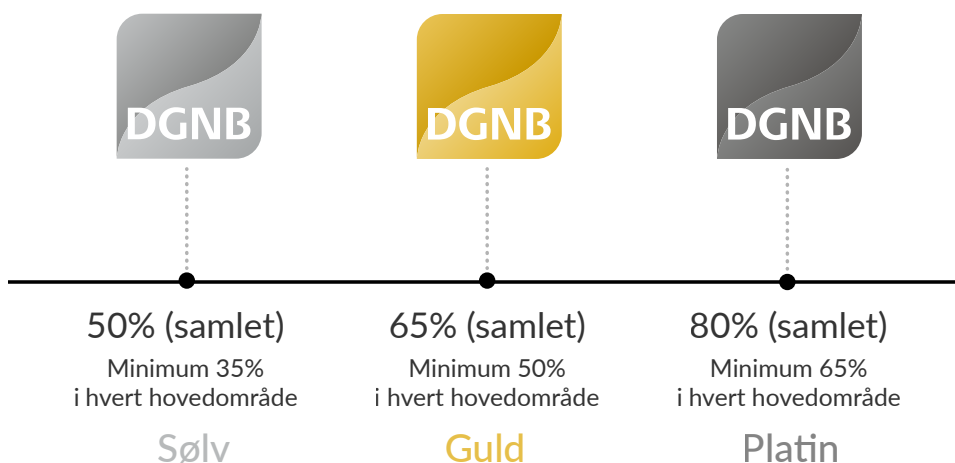 DGNB
DGNB
DGNB
50% (samlet)
Minimum 35%
i hvert hovedområde
Sølv
65% (samlet)
Minimum 50%
i hvert hovedområde
Guld
80% (samlet)
Minimum 65%
i hvert hovedområde
Platin